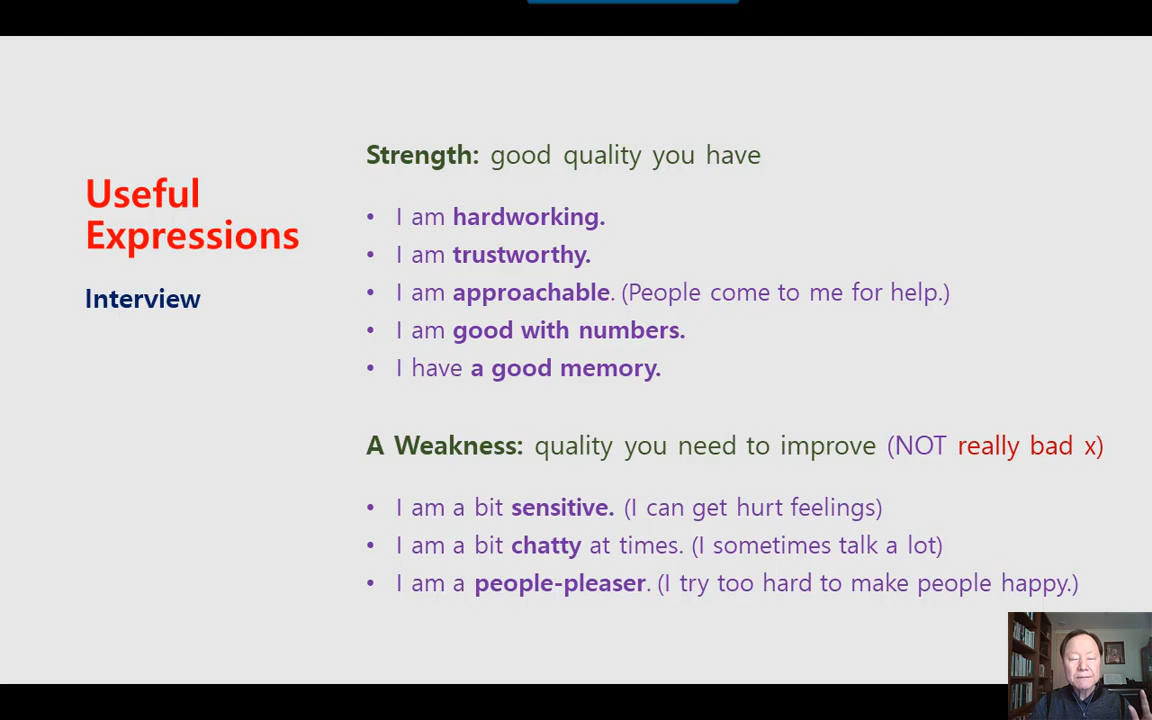 Useful
Expressions
Interview
Strength: good quality you have
• I am hardworking.
• I am trustworthy.
• I am approachable. (People come to me for help.)
• I am good with numbers.
• I have a good memory.
A Weakness: quality you need to improve (NOT really bad x)
• I am a bit sensitive. (I can get hurt feelings)
• I am a bit chatty at times. (I sometimes talk a lot)
• I am a people-pleaser. (I try too hard to make people happy.)